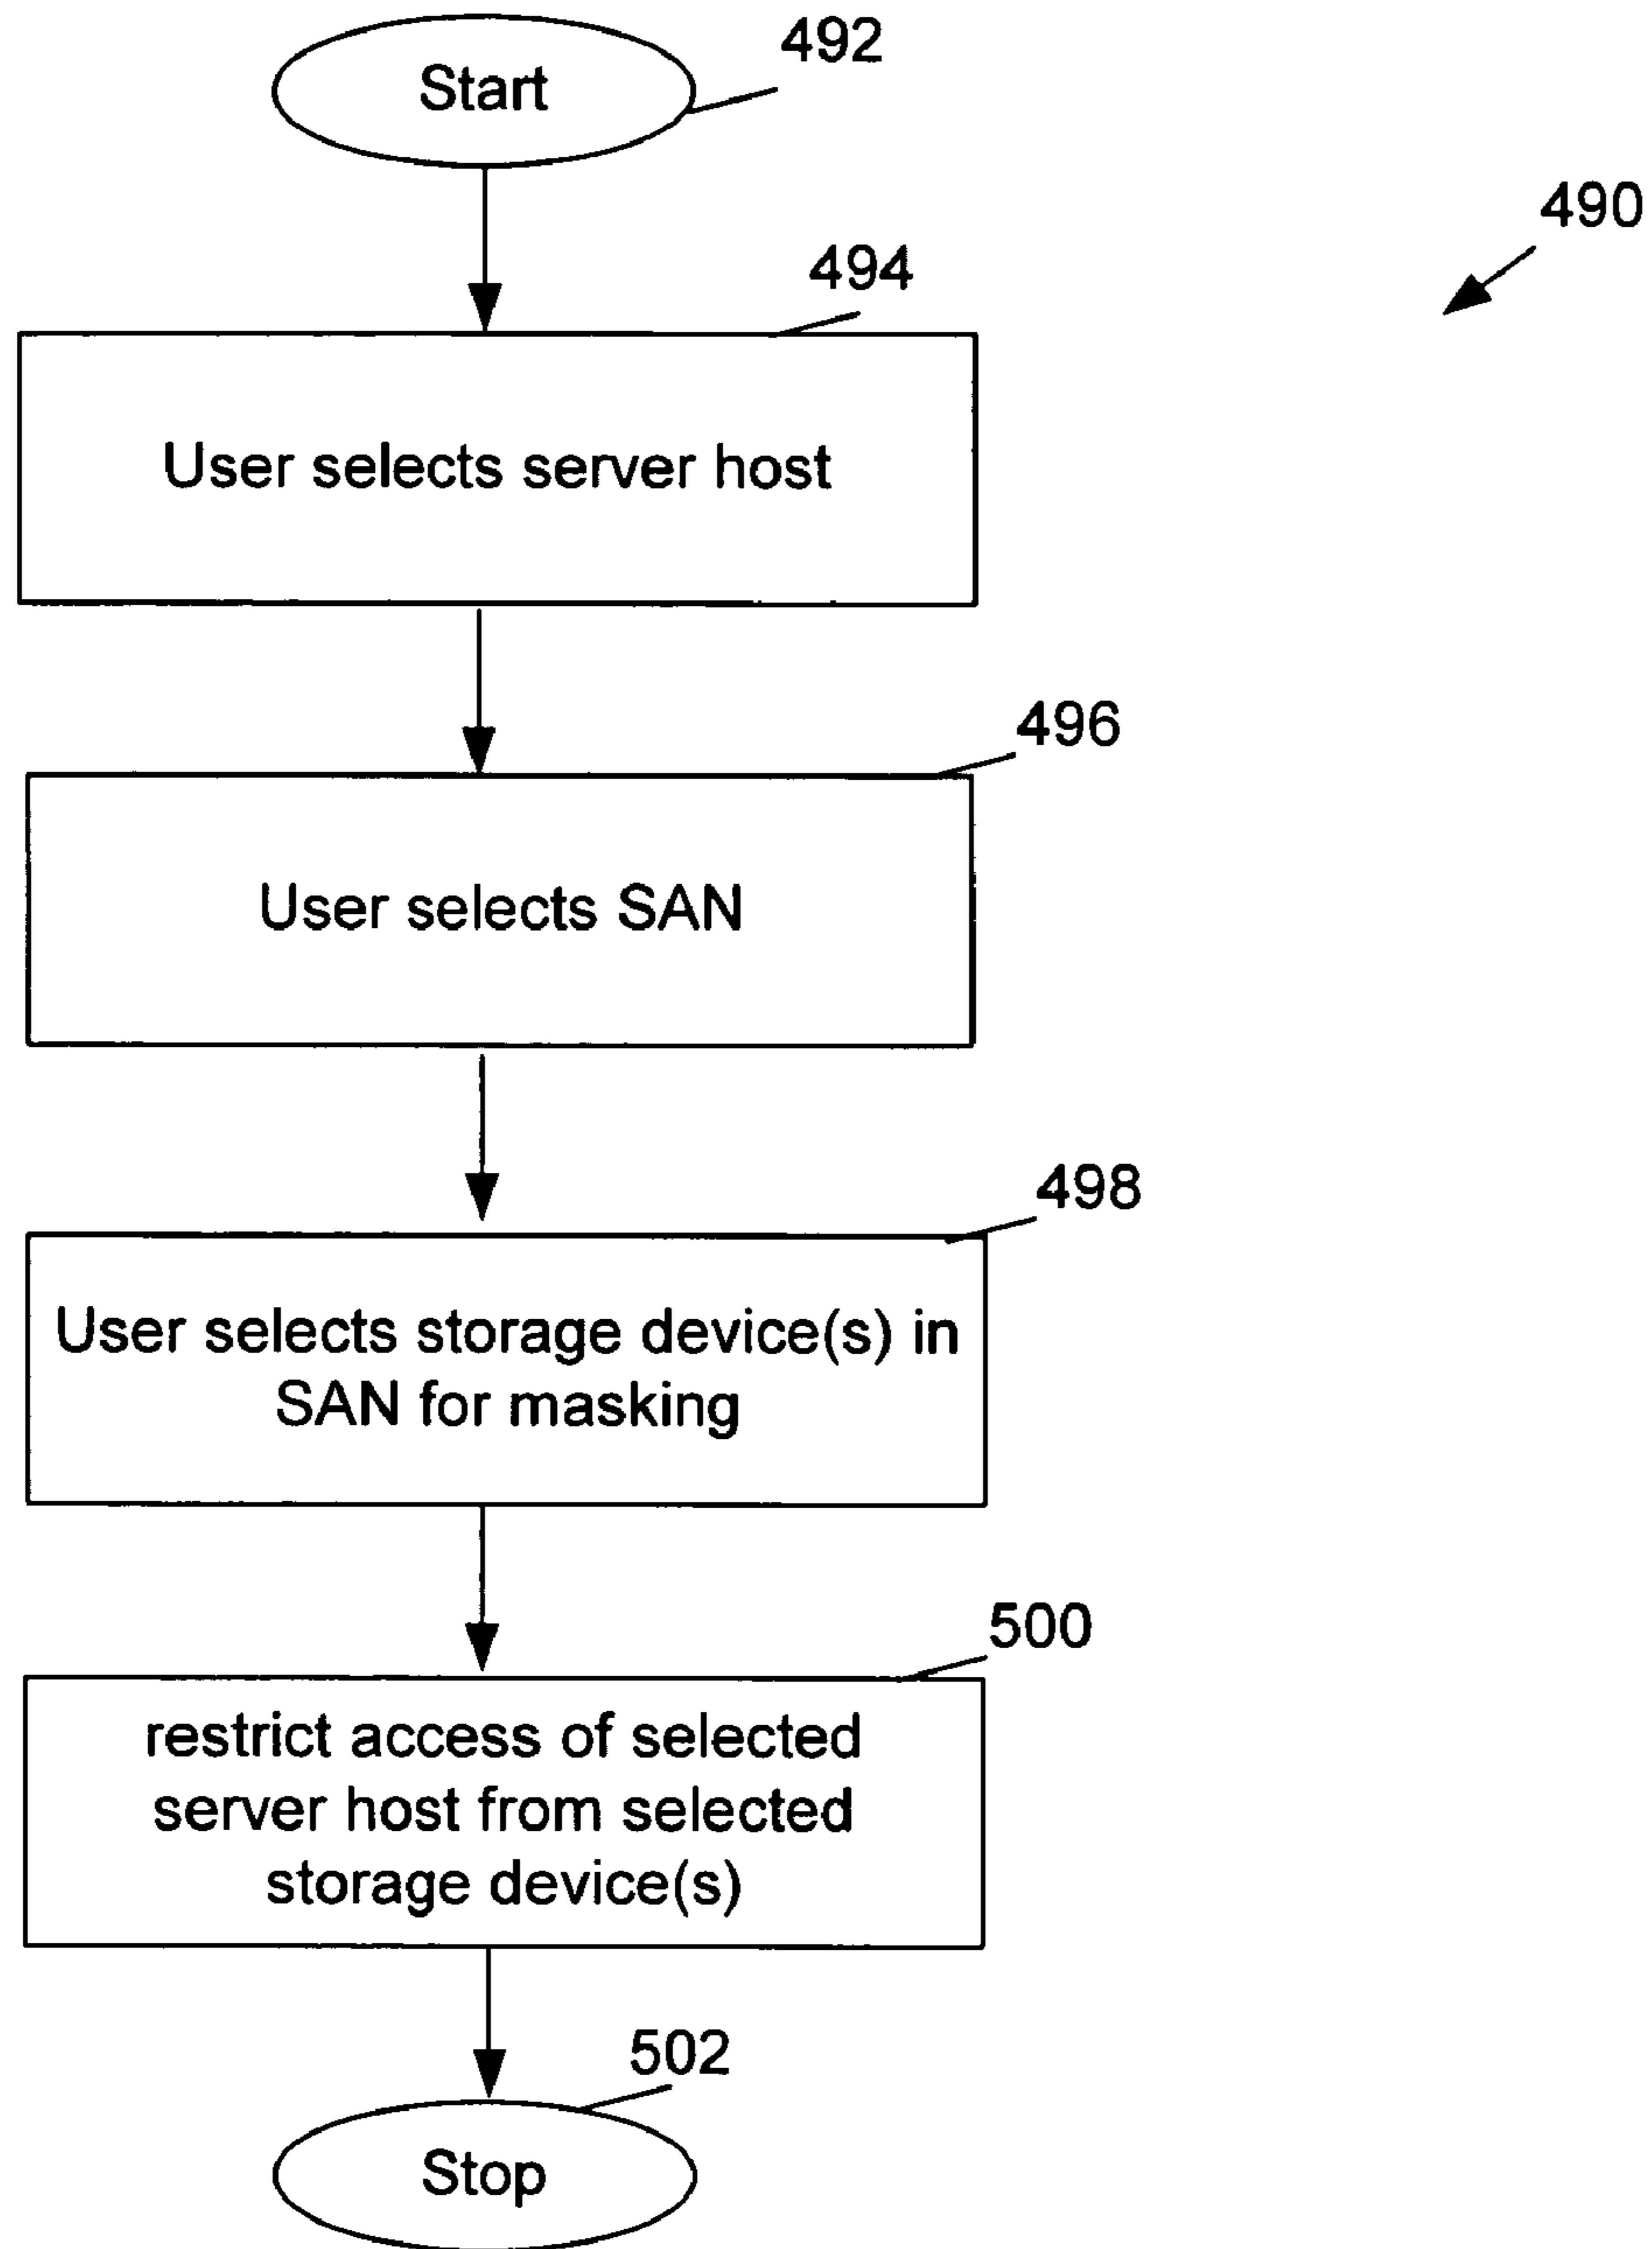 492
Start
490
494
User selects server host
496
User selects SAN
498
User selects storage device(s) in
SAN for masking
500
restrict access of selected
server host from selected
storage device(s)
502
Stop